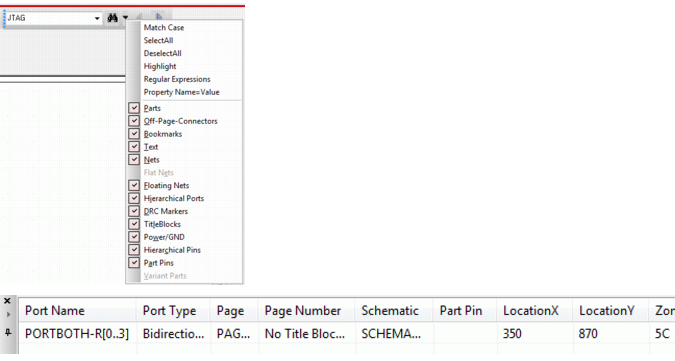 JTAG
Match Case
SelectAll
DeselectAll
Highlight
Regular Expressions
Property Name=Value
Parts
Off-Page-Connectors
Bookmarks
Text
Nets
Flat Nets
Floating Nets
Hierarchical Ports
DRC Markers
TitleBlocks
Power/GND
Hierarchical Pins
Part Pins
Variant Parts
Port Name Port Type Page Page Number Schematic Part Pin LocationX LocationY Zon
PORTBOTH-R[0..3] Bidirectio... PAG... No Title Bloc... SCHEMA... 350 870 5C